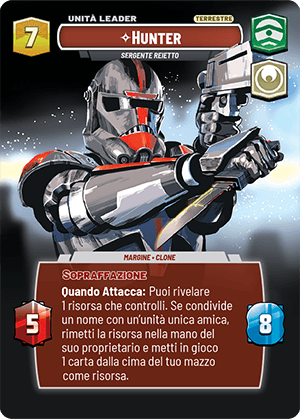 UNITÀ LEADER
TERRESTRE
7
✧HUNTER
SERGENTE REIETTO
MARGINE • CLONE
SOPRAFFAZIONE
Quando Attacca: Puoi rivelare
1 risorsa che controlli. Se condivide
un nome con un'unità unica amica,
rimetti la risorsa nella mano del
suo proprietario e metti in gioco
1 carta dalla cima del tuo mazzo
come risorsa.
5
8